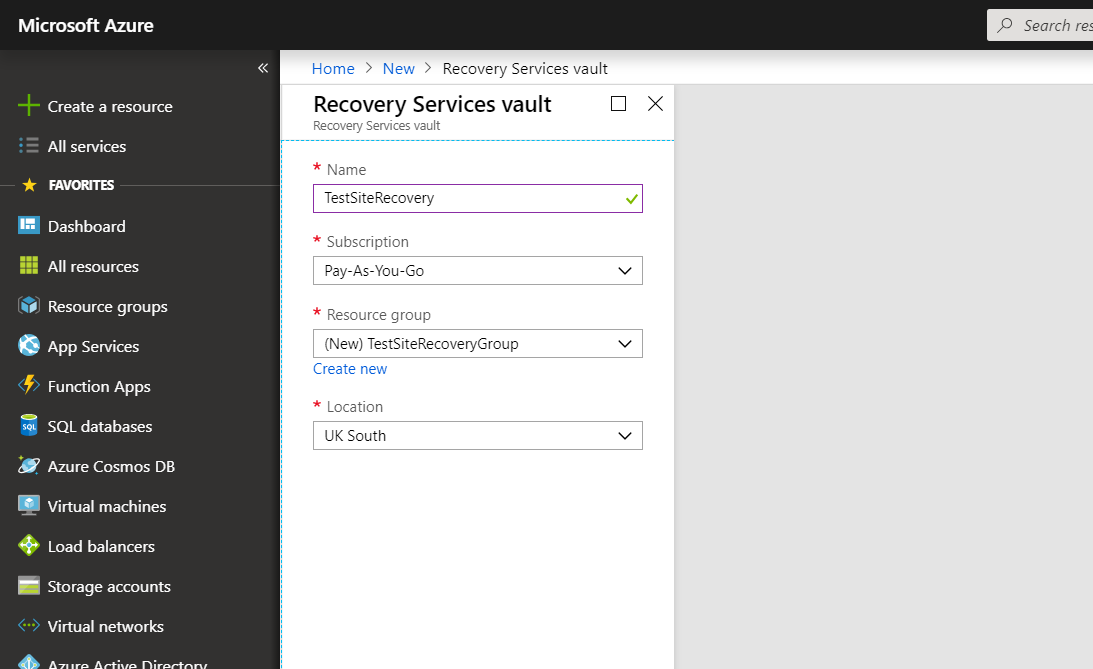 Microsoft Azure
Search res
«
Create a resource
All services
FAVORITES
Dashboard
All resources
Resource groups
App Services
Function Apps
SQL databases
Azure Cosmos DB
Virtual machines
Load balancers
Storage accounts
Virtual networks
Azure Active Directory
Home > New > Recovery Services vault
Recovery Services vault
Recovery Services vault
* Name
TestSiteRecovery
* Subscription
Pay-As-You-Go
* Resource group
(New) TestSiteRecoveryGroup
Create new
* Location
UK South